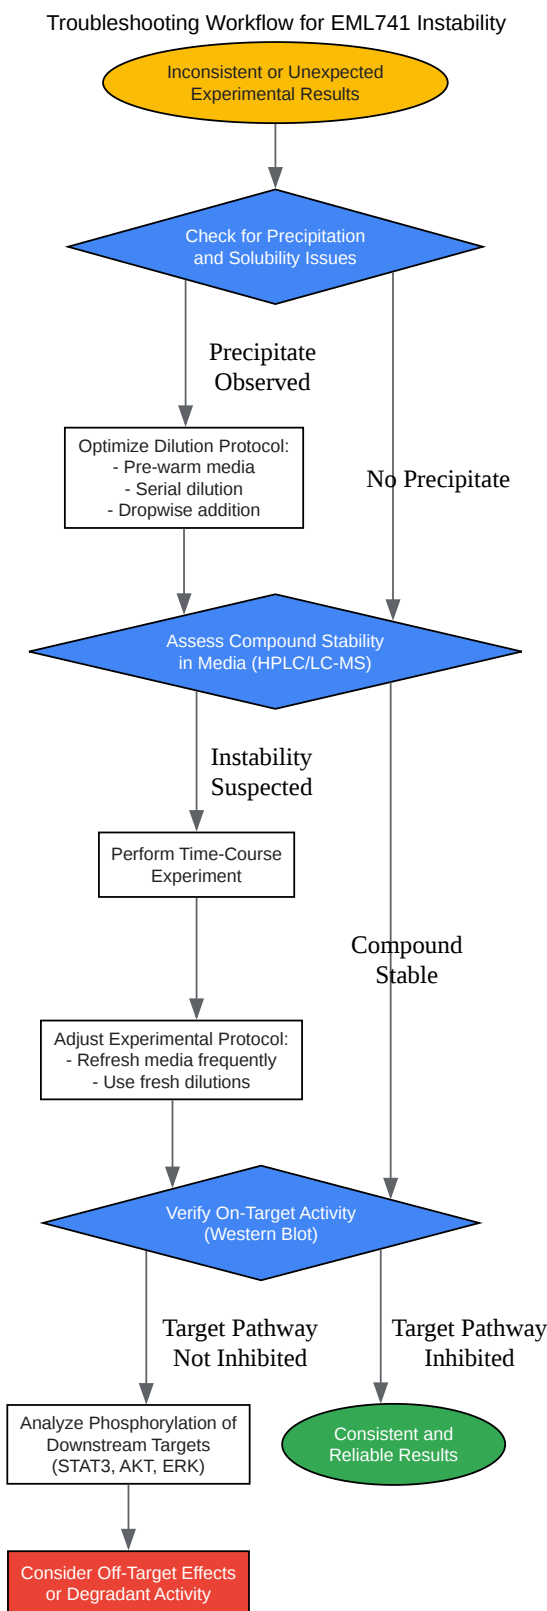 Troubleshooting Workflow for EML741 Instability
Inconsistent or Unexpected
Experimental Results
Check for Precipitation
and Solubility Issues
Precipitate
Observed
Optimize Dilution Protocol:
- Pre-warm media
- Serial dilution
- Dropwise addition
No Precipitate
Assess Compound Stability
in Media (HPLC/LC-MS)
Instability
Suspected
Perform Time-Course
Experiment
Compound
Stable
Adjust Experimental Protocol:
- Refresh media frequently
- Use fresh dilutions
Verify On-Target Activity
(Western Blot)
Target Pathway
Not Inhibited
Target Pathway
Inhibited
Analyze Phosphorylation of
Downstream Targets
(STAT3, AKT, ERK)
Consistent and
Reliable Results
Consider Off-Target Effects
or Degradant Activity